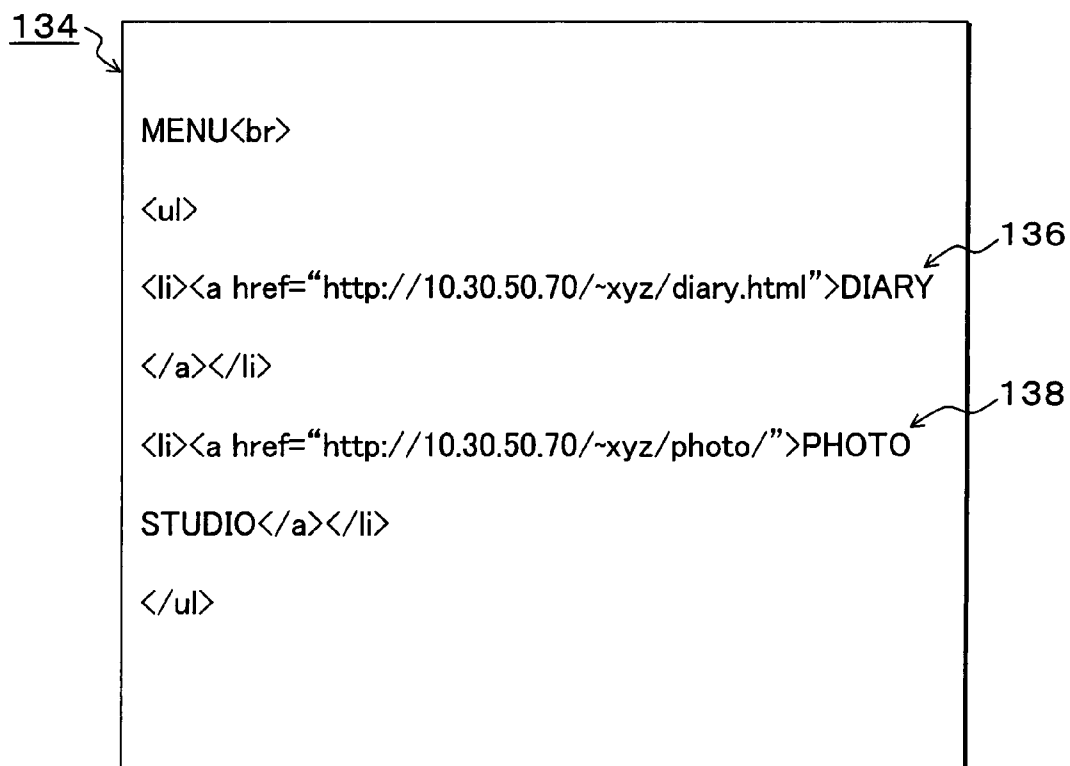 134
MENU<br>
<ul>
136
<li><a href=“http://10.30.50.70/~xyz/diary.html”>DIARY
</a></li>
138
<li><a href=“http://10.30.50.70/~xyz/photo/”>PHOTO
STUDIO</a></li>
</ul>